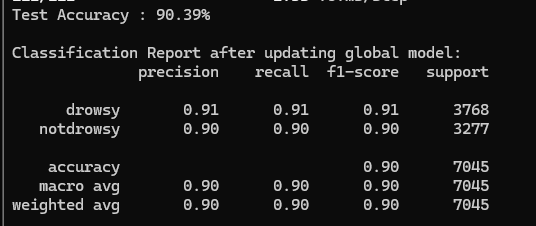 Test Accuracy : 90.39%
Classification Report after updating global model:
precision recall f1-score support
drowsy 0.91 0.91 0.91 3768
notdrowsy 0.90 0.90 0.90 3277
accuracy 0.90 7045
macro avg 0.90 0.90 0.90 7045
weighted avg 0.90 0.90 0.90 7045